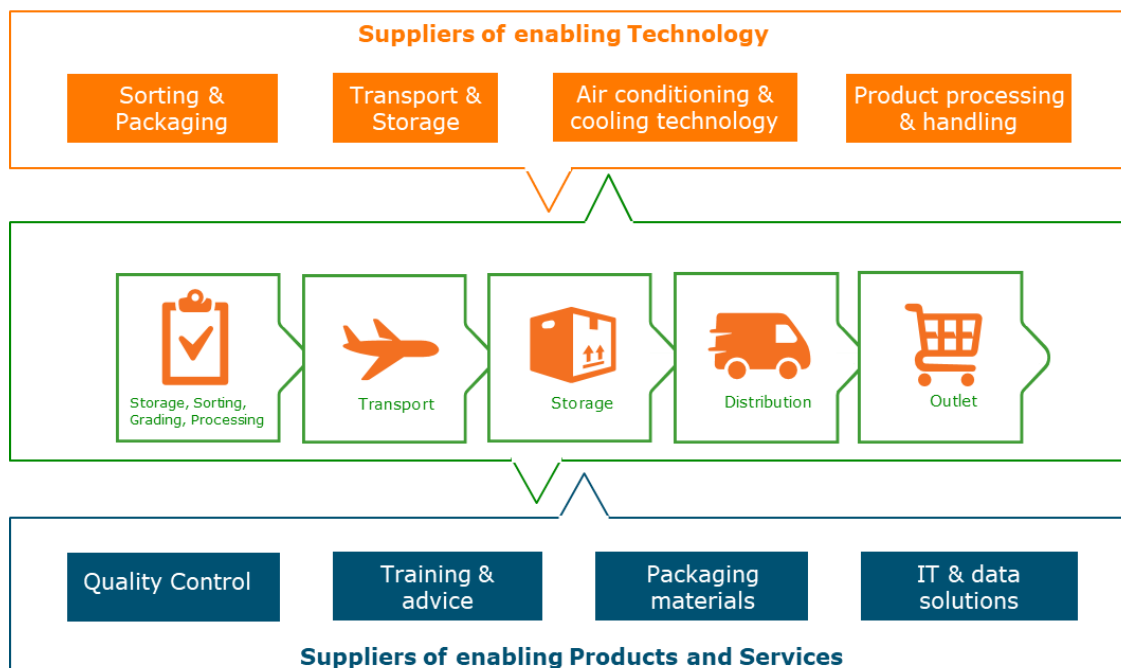 Suppliers of enabling Technology
Sorting &
Packaging
Transport &
Storage
Air conditioning &
cooling technology
Product processing
& handling
Storage, Sorting,
Grading, Processing
Transport
Storage
Distribution
Outlet
Quality Control
Training &
advice
Packaging
materials
IT & data
solutions
Suppliers of enabling Products and Services